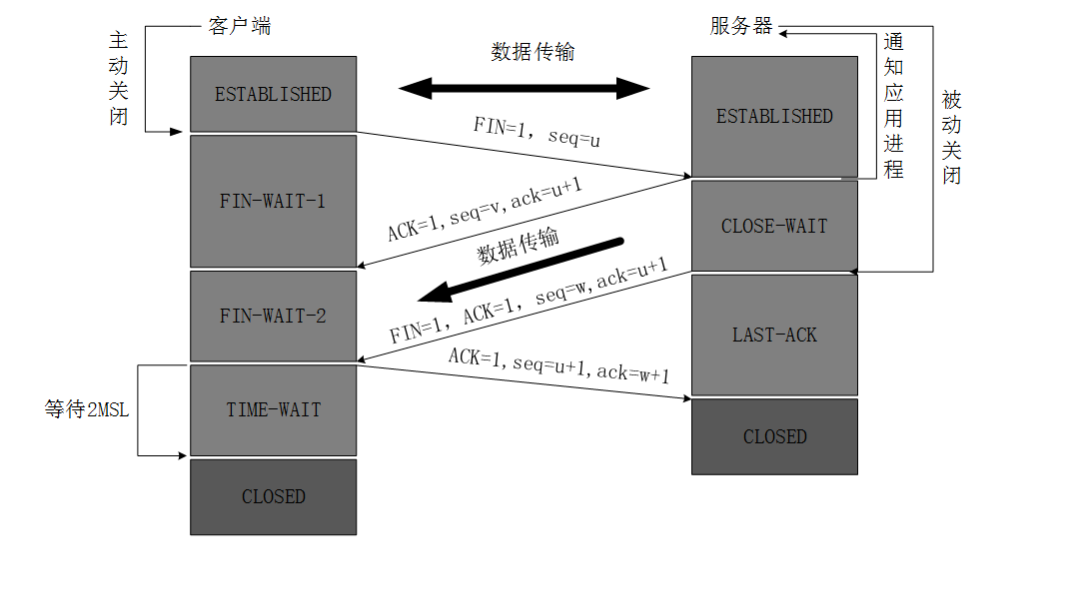 客户端
服务器
主动关闭
数据传输
通知应用进程
被动关闭
ESTABLISHED
ESTABLISHED
FIN=1, seq=u
FIN-WAIT-1
ACK=1,seq=v,ack=u+1
CLOSE-WAIT
数据传输
FIN-WAIT-2
FIN=1, ACK=1, seq=w,ack=u+1
LAST-ACK
ACK=1,seq=u+1,ack=w+1
等待2MSL
TIME-WAIT
CLOSED
CLOSED